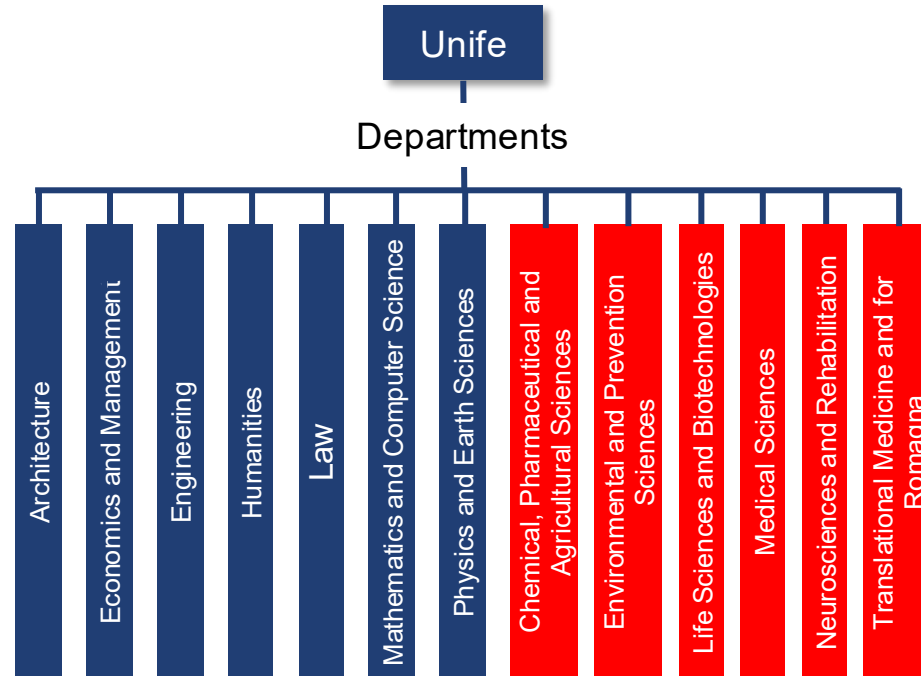 Unife
Departments
Architecture
Economics and Management
Engineering
Humanities
Law
Mathematics and Computer Science
Physics and Earth Sciences
Chemical, Pharmaceutical and
Agricultural Sciences
Environmental and Prevention
Sciences
Life Sciences and Biotechnologies
Medical Sciences
Neurosciences and Rehabilitation
Translational Medicine and for
Romagna